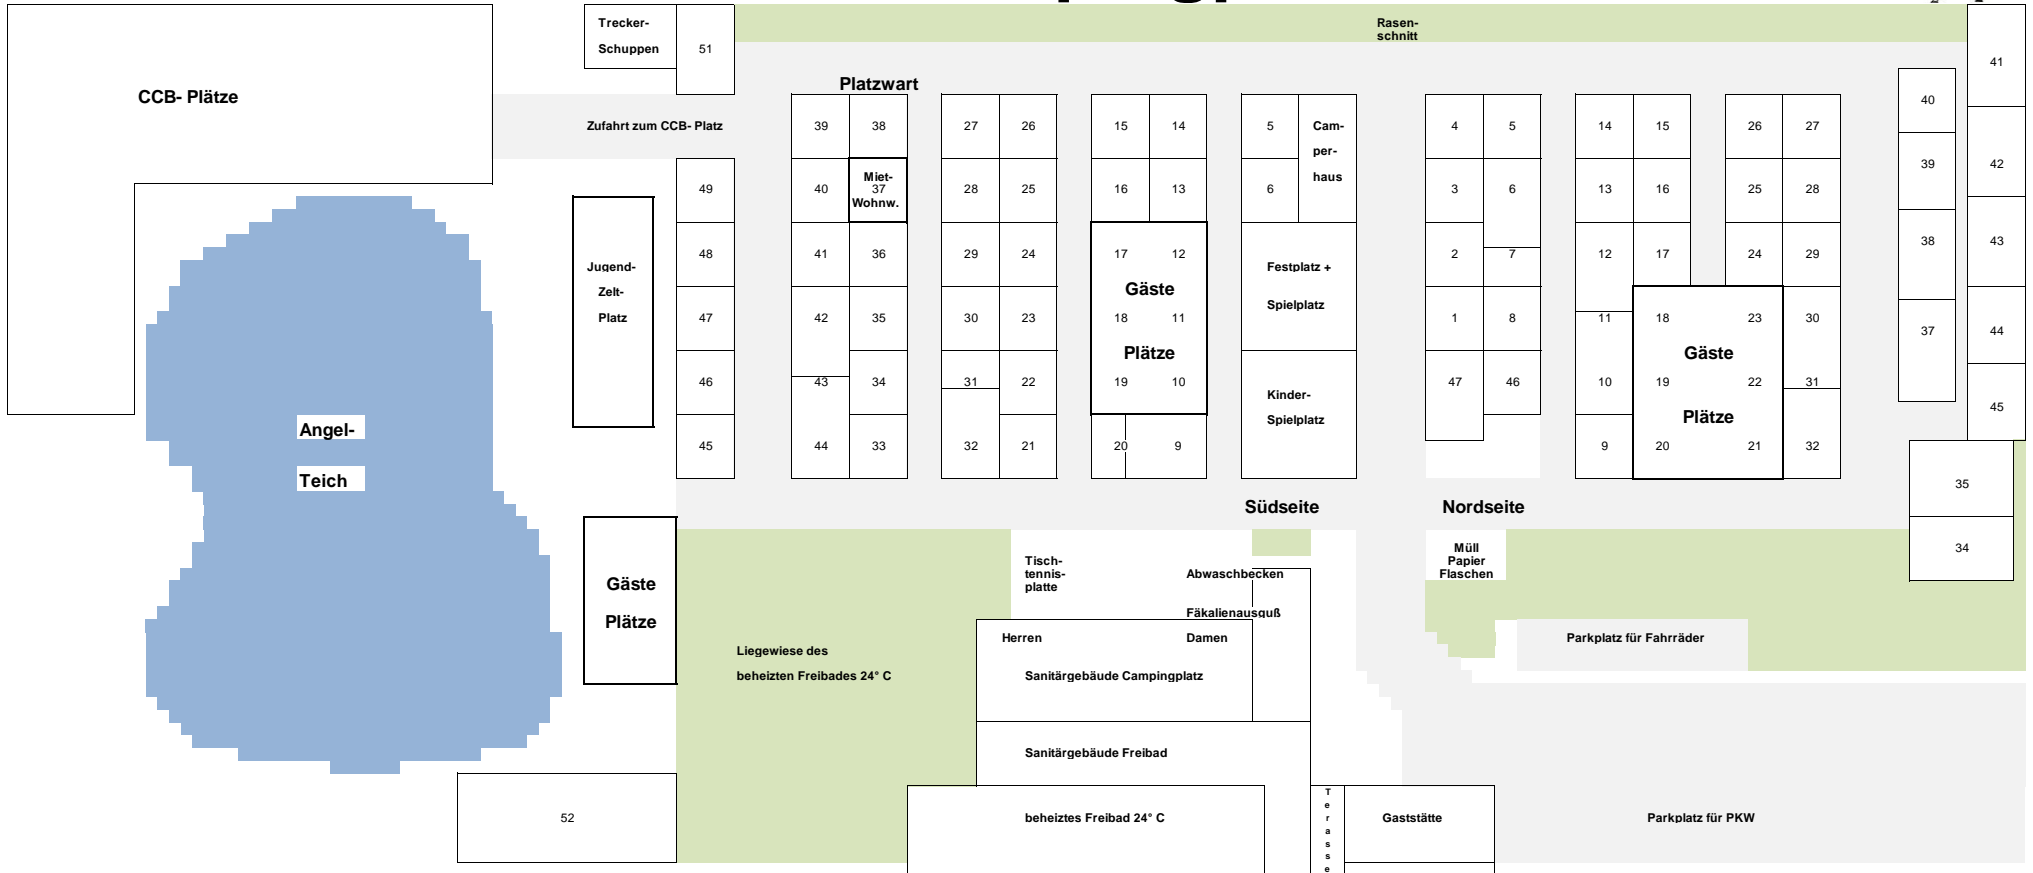 Trecker-
Schuppen
51
Rasen-
schnitt
41
CCB- Plätze
Platzwart
40
Zufahrt zum CCB- Platz
39 38 27 26 15 14 5 Cam- 4 5 14 15 26 27
per-
haus
39 42
49 40 Miet-
37
Wohnw.
28 25 16 13 6 3 6 13 16 25 28
Jugend-
Zelt-
Platz
48 41 36 29 24 17 12 2 7 12 17 24 29 38 43
Gäste
Festplatz +
Spielplatz
47 42 35 30 23 18 11 1 8 11 18 23 30 37 44
Plätze
Gäste
46 43 34 31 22 19 10 47 46 10 19 22 31 45
Kinder-
Spielplatz
Plätze
45 44 33 32 21 20 9 9 20 21 32
Angel-
Teich
35
Südseite Nordseite
34
Gäste
Plätze
Tisch-
tennis-
platte
Abwaschbecken
Fäkalienausguß
Müll
Papier
Flaschen
Herren Damen
Parkplatz für Fahrräder
Liegewiese des
beheizten Freibades 24° C
Sanitärgebäude Campingplatz
Sanitärgebäude Freibad
52
beheiztes Freibad 24° C
T
e
r
a
s
s
e
Gaststätte
Parkplatz für PKW